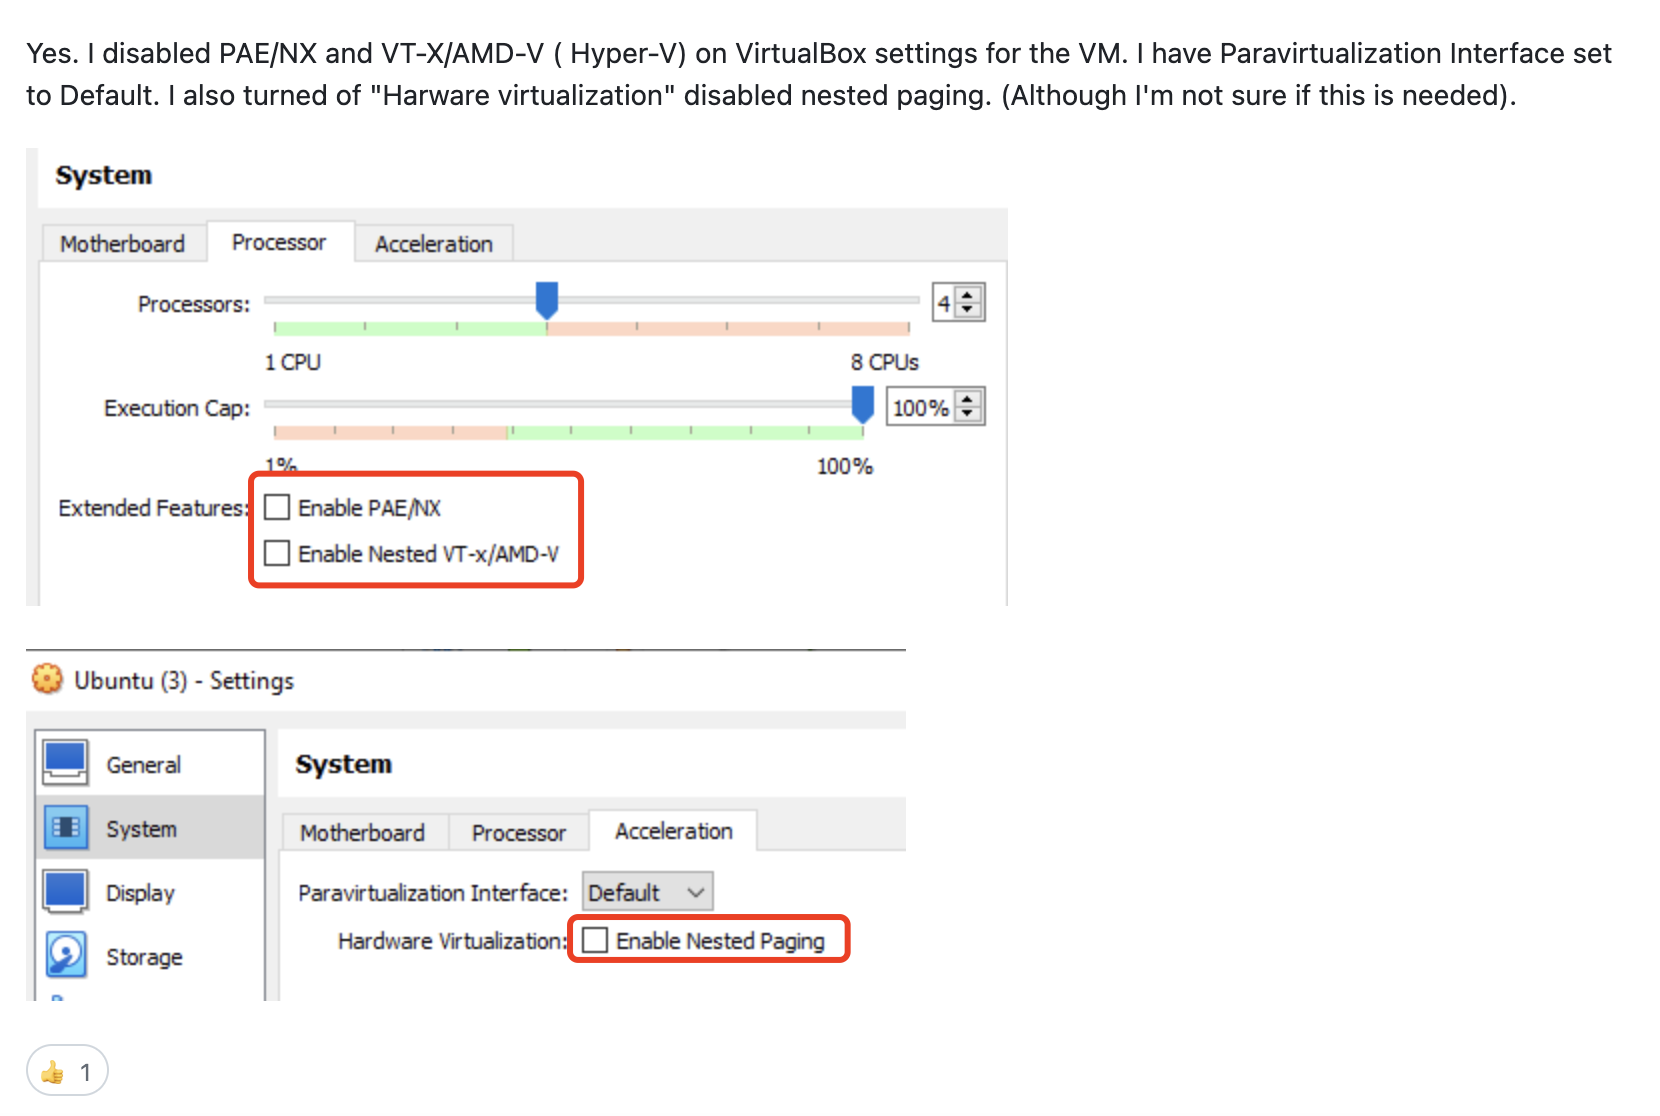 Yes. I disabled PAE/NX and VT-X/AMD-V ( Hyper-V) on VirtualBox settings for the VM. I have Paravirtualization Interface set
to Default. I also turned of "Harware virtualization" disabled nested paging. (Although I'm not sure if this is needed).
System
Motherboard Processor Acceleration
Processors: 4
1 CPU 8 CPUs
Execution Cap: 100%
1% 100%
Extended Features: Enable PAE/NX
Enable Nested VT-x/AMD-V
Ubuntu (3) - Settings
General
System
Display
Storage
System
Motherboard Processor Acceleration
Paravirtualization Interface: Default
Hardware Virtualization: Enable Nested Paging
1